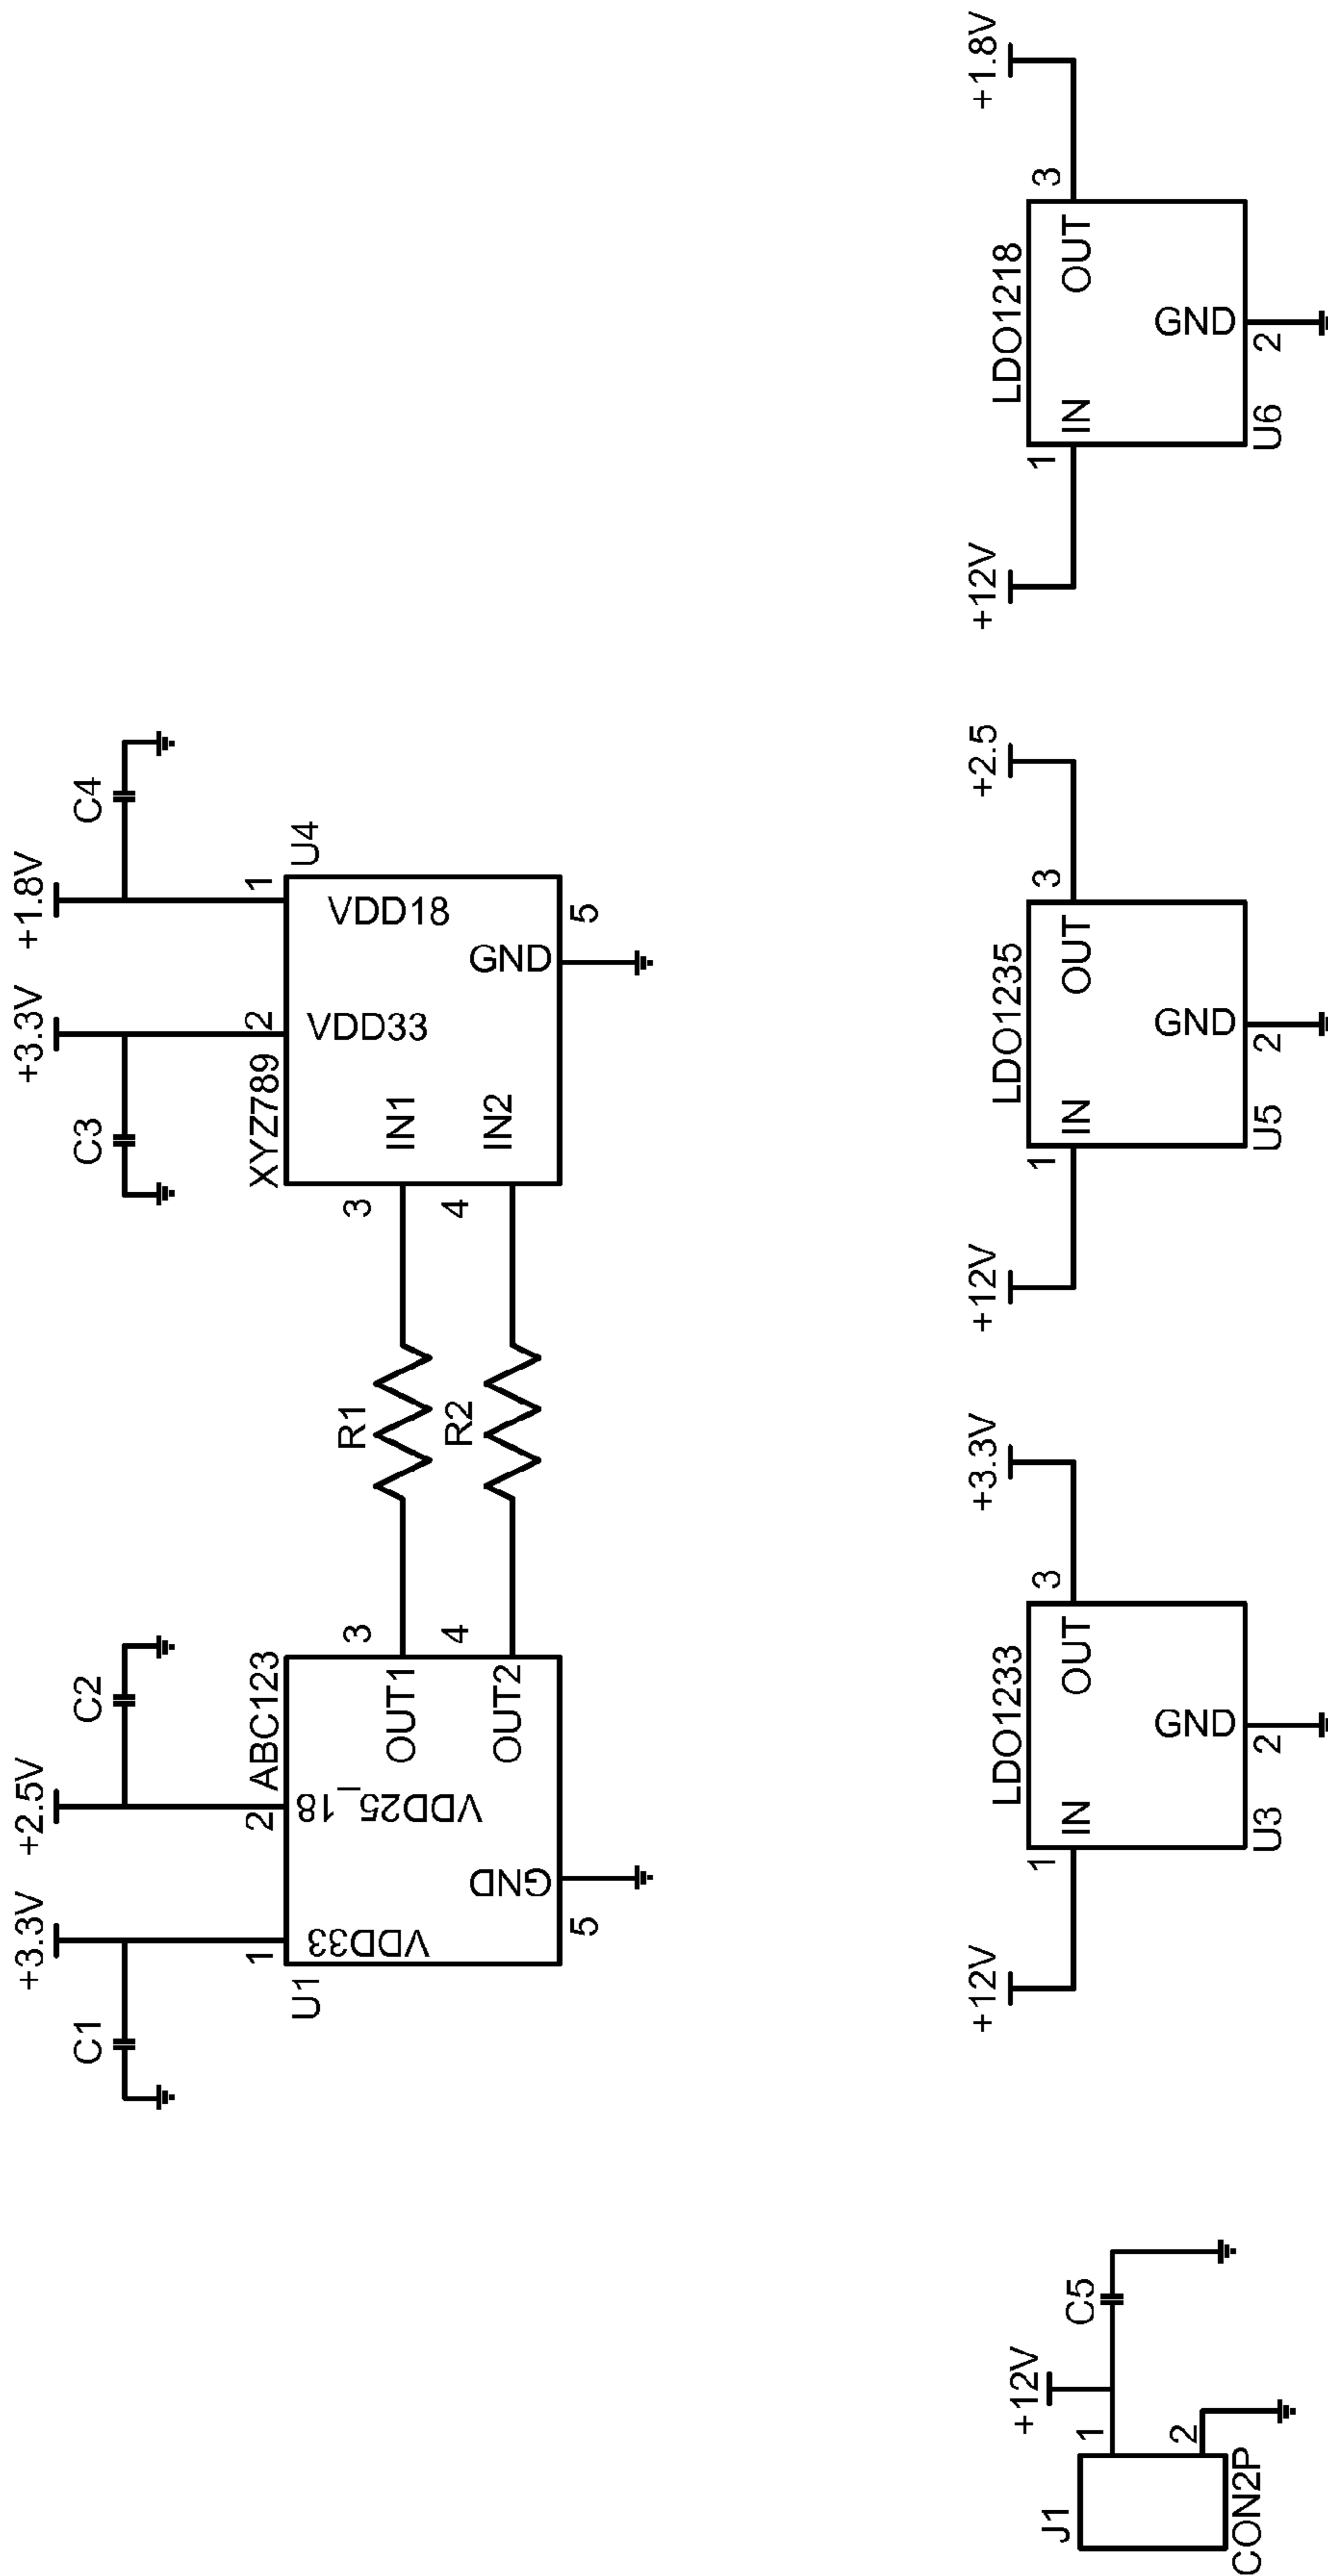 +3.3V
+2.5V
C1
C2
1
2
ABC123
U1
VDD33
VDD25_18
OUT1
3
OUT2
4
GND
5
R1
R2
+3.3V
+1.8V
C3
C4
XYZ789
2
1
U4
VDD33
VDD18
3
IN1
4
IN2
GND
5
J1
+12V
1
C5
2
CON2P
+12V
+3.3V
LDO1233
1
IN
OUT
3
GND
2
U3
+12V
+2.5
LDO1235
1
IN
OUT
3
GND
2
U5
+12V
+1.8V
LDO1218
1
IN
OUT
3
GND
2
U6